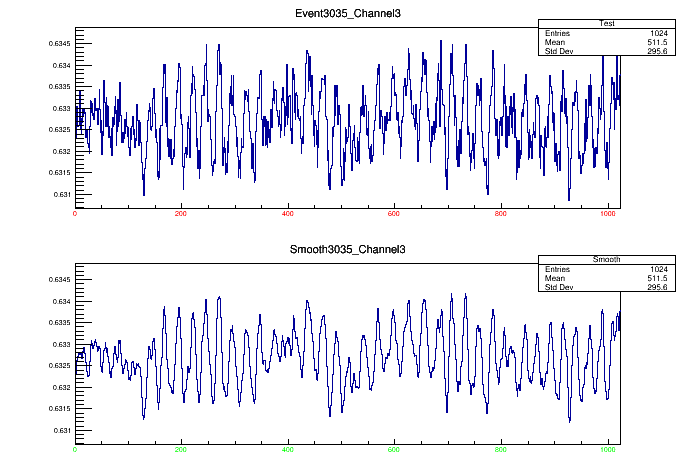 Event3035_Channel3
Test
Entries 1024
Mean 511.5
Std Dev 295.6
0.6345
0.634
0.6335
0.633
0.6325
0.632
0.6315
0.631
0 200 400 600 800 1000
Smooth3035_Channel3
Smooth
Entries 1024
Mean 511.5
Std Dev 295.6
0.6345
0.634
0.6335
0.633
0.6325
0.632
0.6315
0.631
0 200 400 600 800 1000